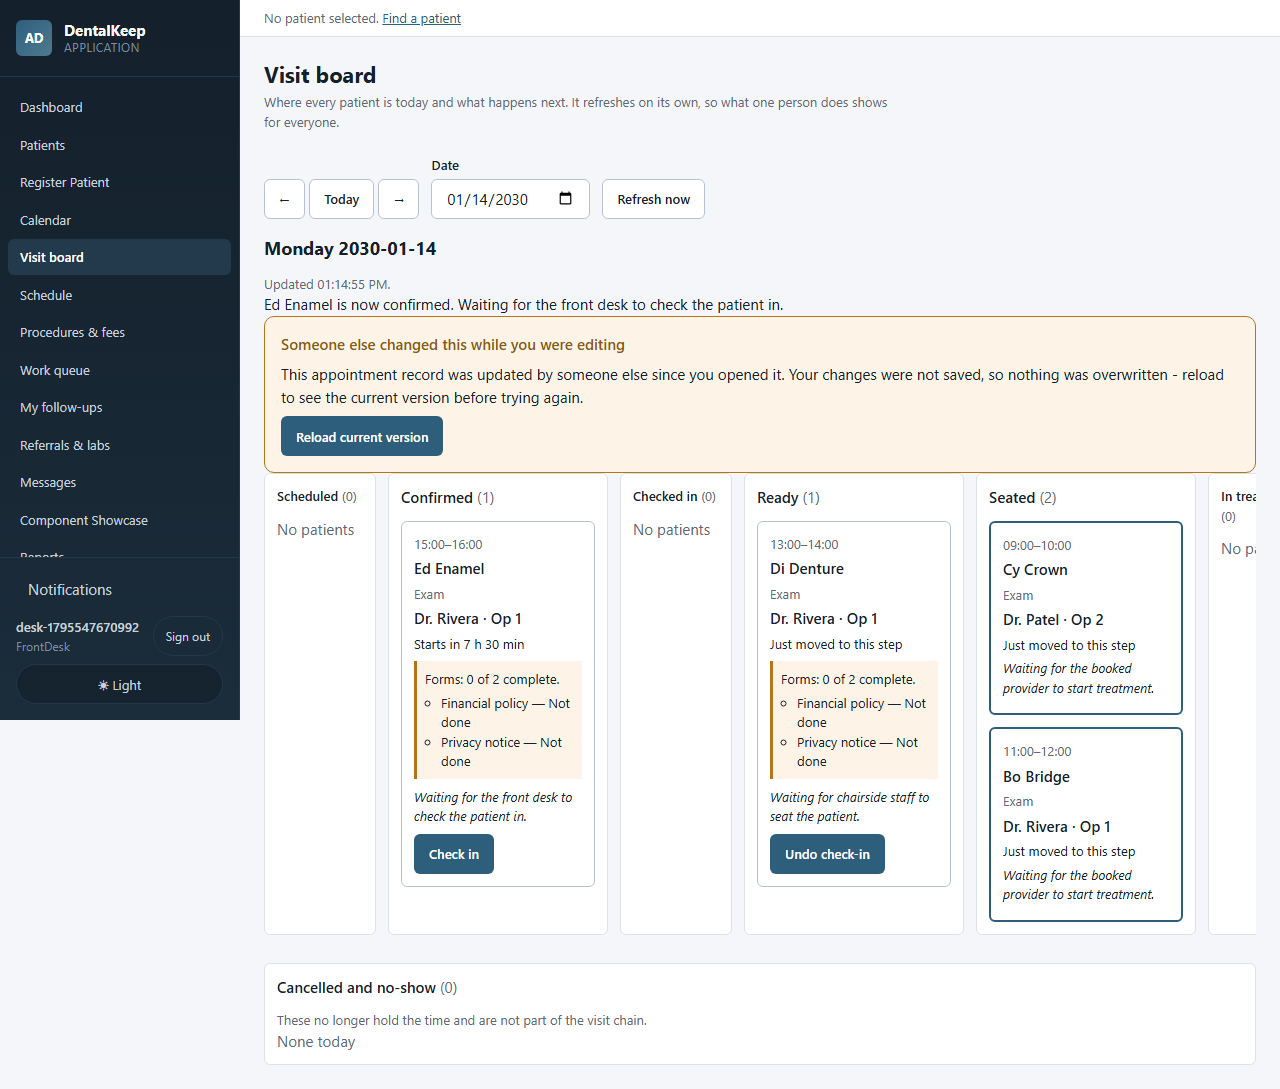 AD
DentalKeep
APPLICATION
Dashboard
Patients
Register Patient
Calendar
Visit board
Schedule
Procedures & fees
Work queue
My follow-ups
Referrals & labs
Messages
Component Showcase
Reports
Notifications
desk-1795547670992
FrontDesk
Sign out
☀ Light
No patient selected. Find a patient
Visit board
Where every patient is today and what happens next. It refreshes on its own, so what one person does shows
for everyone.
Date
←
Today
→
01/14/2030
Refresh now
Monday 2030-01-14
Updated 01:14:55 PM.
Ed Enamel is now confirmed. Waiting for the front desk to check the patient in.
Someone else changed this while you were editing
This appointment record was updated by someone else since you opened it. Your changes were not saved, so nothing was overwritten - reload
to see the current version before trying again.
Reload current version
Scheduled (0)
No patients
Confirmed (1)
15:00–16:00
Ed Enamel
Exam
Dr. Rivera · Op 1
Starts in 7 h 30 min
Forms: 0 of 2 complete.
Financial policy — Not
done
Privacy notice — Not
done
Waiting for the front desk to
check the patient in.
Check in
Checked in (0)
No patients
Ready (1)
13:00–14:00
Di Denture
Exam
Dr. Rivera · Op 1
Just moved to this step
Forms: 0 of 2 complete.
Financial policy — Not
done
Privacy notice — Not
done
Waiting for chairside staff to
seat the patient.
Undo check-in
Seated (2)
09:00–10:00
Cy Crown
Exam
Dr. Patel · Op 2
Just moved to this step
Waiting for the booked
provider to start treatment.
11:00–12:00
Bo Bridge
Exam
Dr. Rivera · Op 1
Just moved to this step
Waiting for the booked
provider to start treatment.
In trea
(0)
No pa
Cancelled and no-show (0)
These no longer hold the time and are not part of the visit chain.
None today